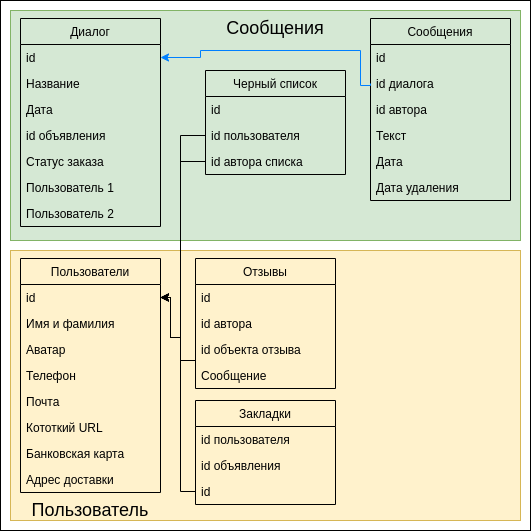 Сообщения
Диалог
id
Название
Дата
id объявления
Статус заказа
Пользователь 1
Пользователь 2
Черный список
id
id пользователя
id автора списка
Сообщения
id
id диалога
id автора
Текст
Дата
Дата удаления
Пользователи
id
Имя и фамилия
Аватар
Телефон
Почта
Кототкий URL
Банковская карта
Адрес доставки
Отзывы
id
id автора
id объекта отзыва
Сообщение
Закладки
id пользователя
id объявления
id
Пользователь